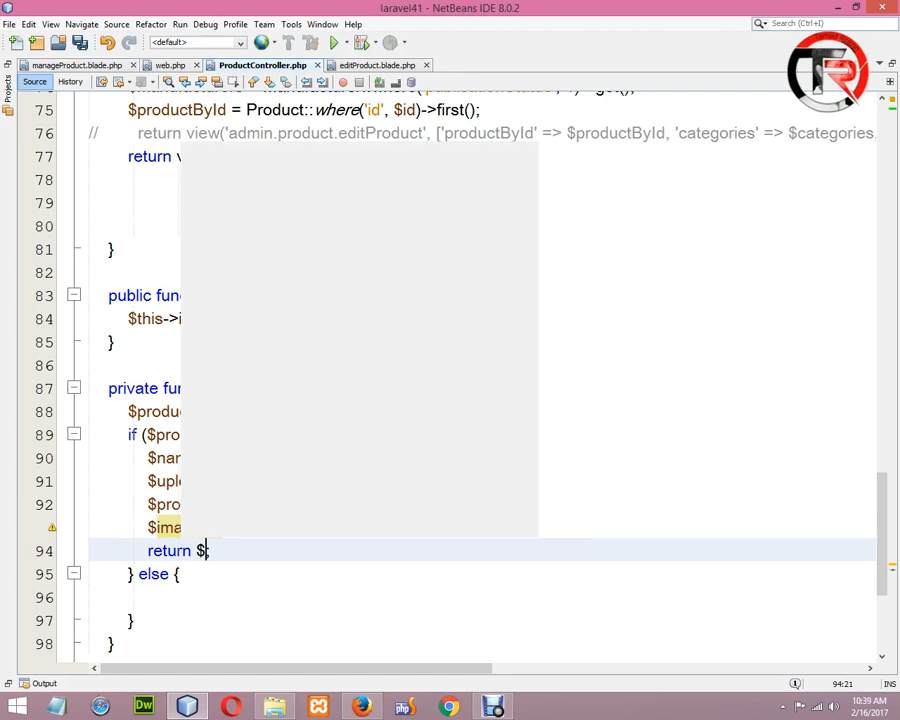 laravel41 - NetBeans IDE 8.0.2
File Edit View Navigate Source Refactor Run Debug Profile Team Tools Window Help
Search (Ctrl+I)
<default>
manageProduct.blade.php web.php ProductController.php editProduct.blade.php
Source History
Projects
75 $productById = Product::where('id', $id)->first();
76 // return view('admin.product.editProduct', ['productById' => $productById, 'categories' => $categories,
77 return v
78
79
80
81 }
82
83 public fun
84 $this->i
85 }
86
87 private fur
88 $produ
89 if ($pro
90 $nar
91 $uplo
92 $pro
$ima
94 return $;
95 } else {
96
97 }
98 }
Output
94:21
Dw
php
10:39 AM
2/16/2017